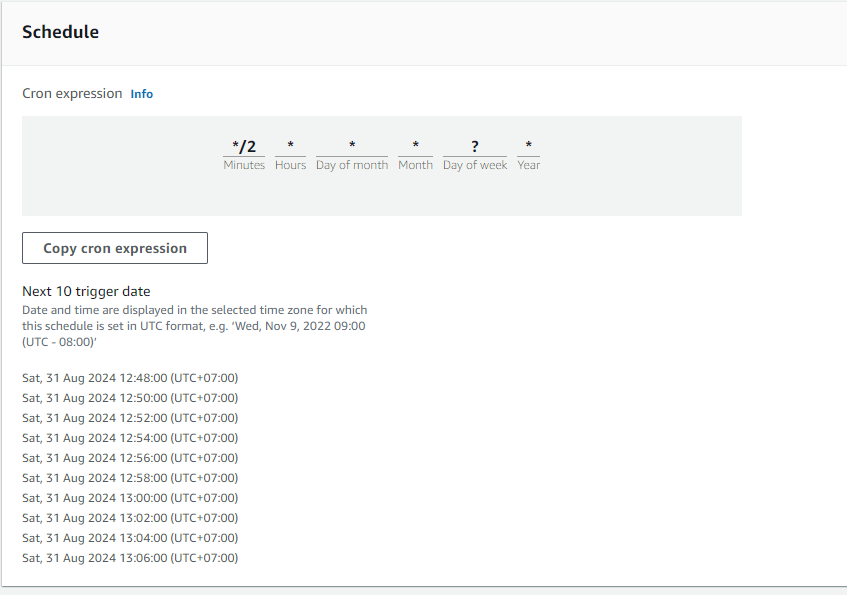 Schedule
Cron expression Info
*/2 * * * ? *
Minutes Hours Day of month Month Day of week Year
Copy cron expression
Next 10 trigger date
Date and time are displayed in the selected time zone for which
this schedule is set in UTC format, e.g. ‘Wed, Nov 9, 2022 09:00
(UTC - 08:00)’
Sat, 31 Aug 2024 12:48:00 (UTC+07:00)
Sat, 31 Aug 2024 12:50:00 (UTC+07:00)
Sat, 31 Aug 2024 12:52:00 (UTC+07:00)
Sat, 31 Aug 2024 12:54:00 (UTC+07:00)
Sat, 31 Aug 2024 12:56:00 (UTC+07:00)
Sat, 31 Aug 2024 12:58:00 (UTC+07:00)
Sat, 31 Aug 2024 13:00:00 (UTC+07:00)
Sat, 31 Aug 2024 13:02:00 (UTC+07:00)
Sat, 31 Aug 2024 13:04:00 (UTC+07:00)
Sat, 31 Aug 2024 13:06:00 (UTC+07:00)